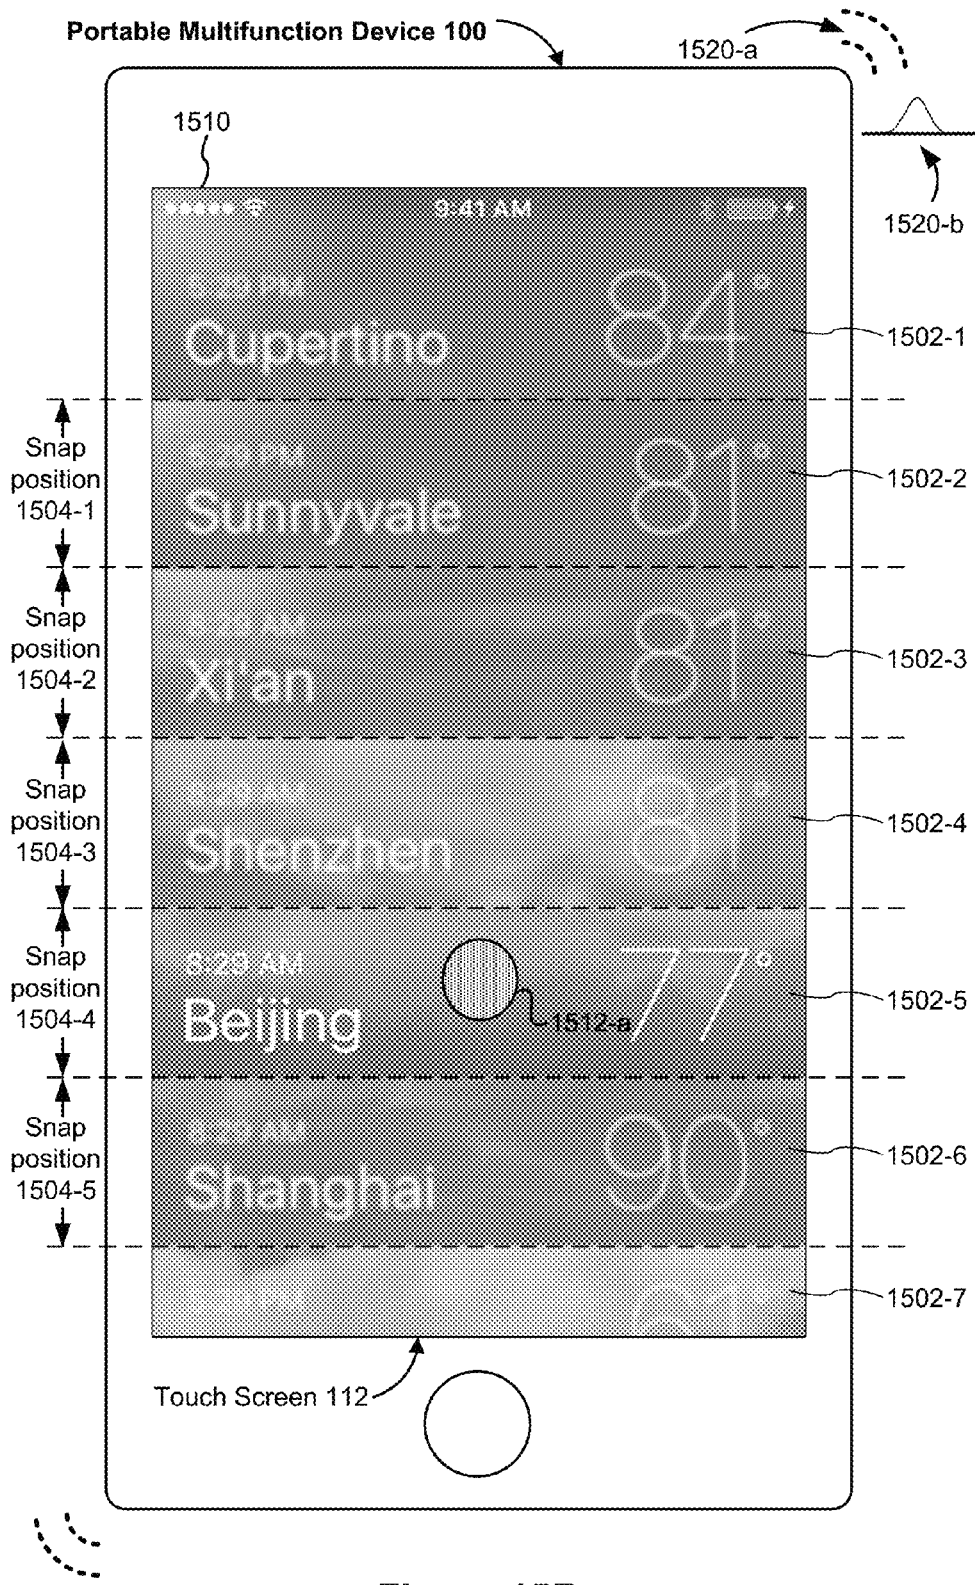 Portable Multifunction Device 100
1520-a
1510
1520-b
9:41 AM
Cupertino
84°
1502-1
Snap
position
1504-1
Sunnyvale
81°
1502-2
Snap
position
1504-2
Xi'an
81°
1502-3
Snap
position
1504-3
Shenzhen
81°
1502-4
Snap
position
1504-4
8:29 AM
Beijing
1512-a
77°
1502-5
Snap
position
1504-5
Shanghai
90°
1502-6
1502-7
Touch Screen 112